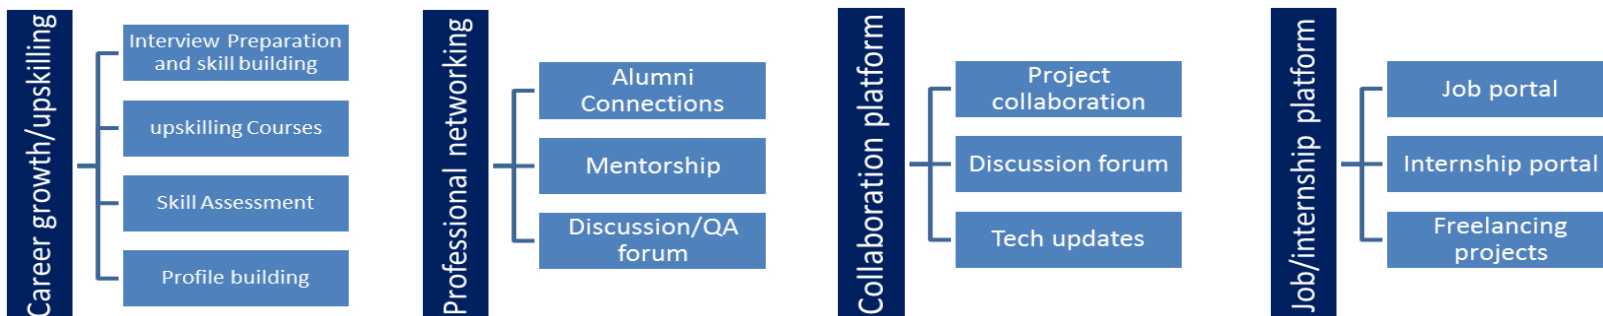 Career growth/upskilling
Interview Preparation
and skill building
upskilling Courses
Skill Assessment
Profile building
Professional networking
Alumni
Connections
Mentorship
Discussion/QA
forum
Collaboration platform
Project
collaboration
Discussion forum
Tech updates
Job/internship platform
Job portal
Internship portal
Freelancing
projects